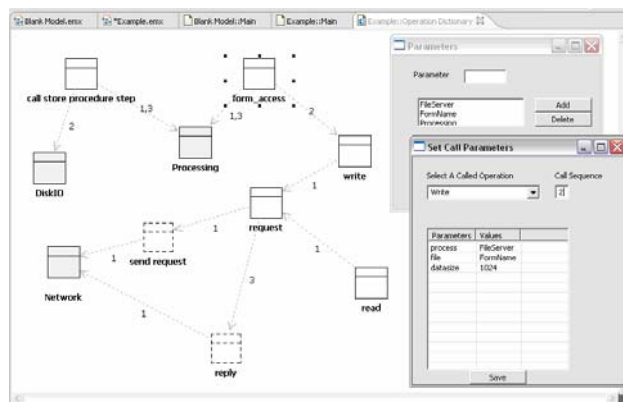 Blank Model.emx
*Example.emx
Blank Model::Main
Example::Main
Example::Operation Dictionary
call store procedure step
form_access
1,3
1,3
2
2
Processing
DiskIO
write
1
request
1
1
send request
1
3
Network
1
read
reply
Parameters
Parameter
FileServer
FormName
Processing
Add
Delete
Set Call Parameters
Select A Called Operation
Call Sequence
Write
2
Parameters Values
process FileServer
file FormName
datasize 1024
Save